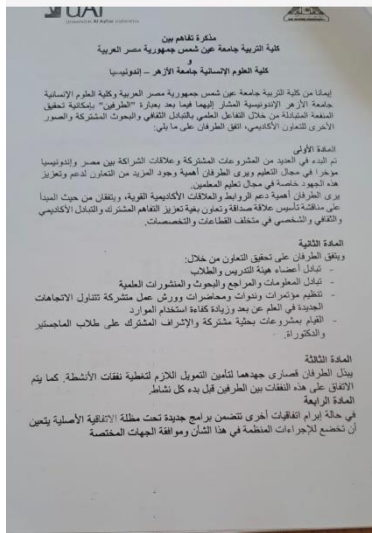 UAI
Universitas Al Azhar Indonesia
مذكرة تفاهم بين
كلية التربية جامعة عين شمس جمهورية مصر العربية
و
كلية العلوم الإنسانية جامعة الأزهر – إندونيسيا
إيمانا من كلية التربية جامعة عين شمس جمهورية مصر العربية وكلية العلوم الإنسانية
جامعة الأزهر الإندونيسية المشار إليهما فيما بعد بعبارة "الطرفين" بإمكانية تحقيق
المنفعة المتبادلة من خلال التفاعل العلمي بالتبادل الثقافي والبحوث المشتركة والصور
الأخرى للتعاون الأكاديمي، اتفق الطرفان على ما يلي:
المادة الأولى
تم البدء في العديد من المشروعات المشتركة وعلاقات الشراكة بين مصر وإندونيسيا
مؤخرا في مجال التعليم ويرى الطرفان أهمية وجود المزيد من التعاون لدعم وتعزيز
هذه الجهود خاصة في مجال تعليم المعلمين.
يرى الطرفان أهمية دعم الروابط والعلاقات الأكاديمية القوية، ويتفقان من حيث المبدأ
على مناقشة تأسيس علاقة صداقة وتعاون بغية تعزيز التفاهم المشترك والتبادل الأكاديمي
والثقافي والشخصي في مختلف القطاعات والتخصصات.
المادة الثانية
ويتفق الطرفان على تحقيق التعاون من خلال:
- تبادل أعضاء هيئة التدريس والطلاب
- تبادل المعلومات والمراجع والبحوث والمنشورات العلمية
- تنظيم مؤتمرات وندوات ومحاضرات وورش عمل مشتركة تتناول الاتجاهات
الجديدة في العلم عن بعد وزيادة كفاءة استخدام الموارد
- القيام بمشروعات بحثية مشتركة والإشراف المشترك على طلاب الماجستير
والدكتوراة.
المادة الثالثة
يبذل الطرفان قصارى جهدهما لتأمين التمويل اللازم لتغطية نفقات الأنشطة. كما يتم
الاتفاق على هذه النفقات بين الطرفين قبل بدء كل نشاط.
المادة الرابعة
في حالة إبرام اتفاقيات أخرى تتضمن برامج جديدة تحت مظلة الاتفاقية الأصلية يتعين
أن تخضع للإجراءات المنظمة في هذا الشأن وموافقة الجهات المختصة